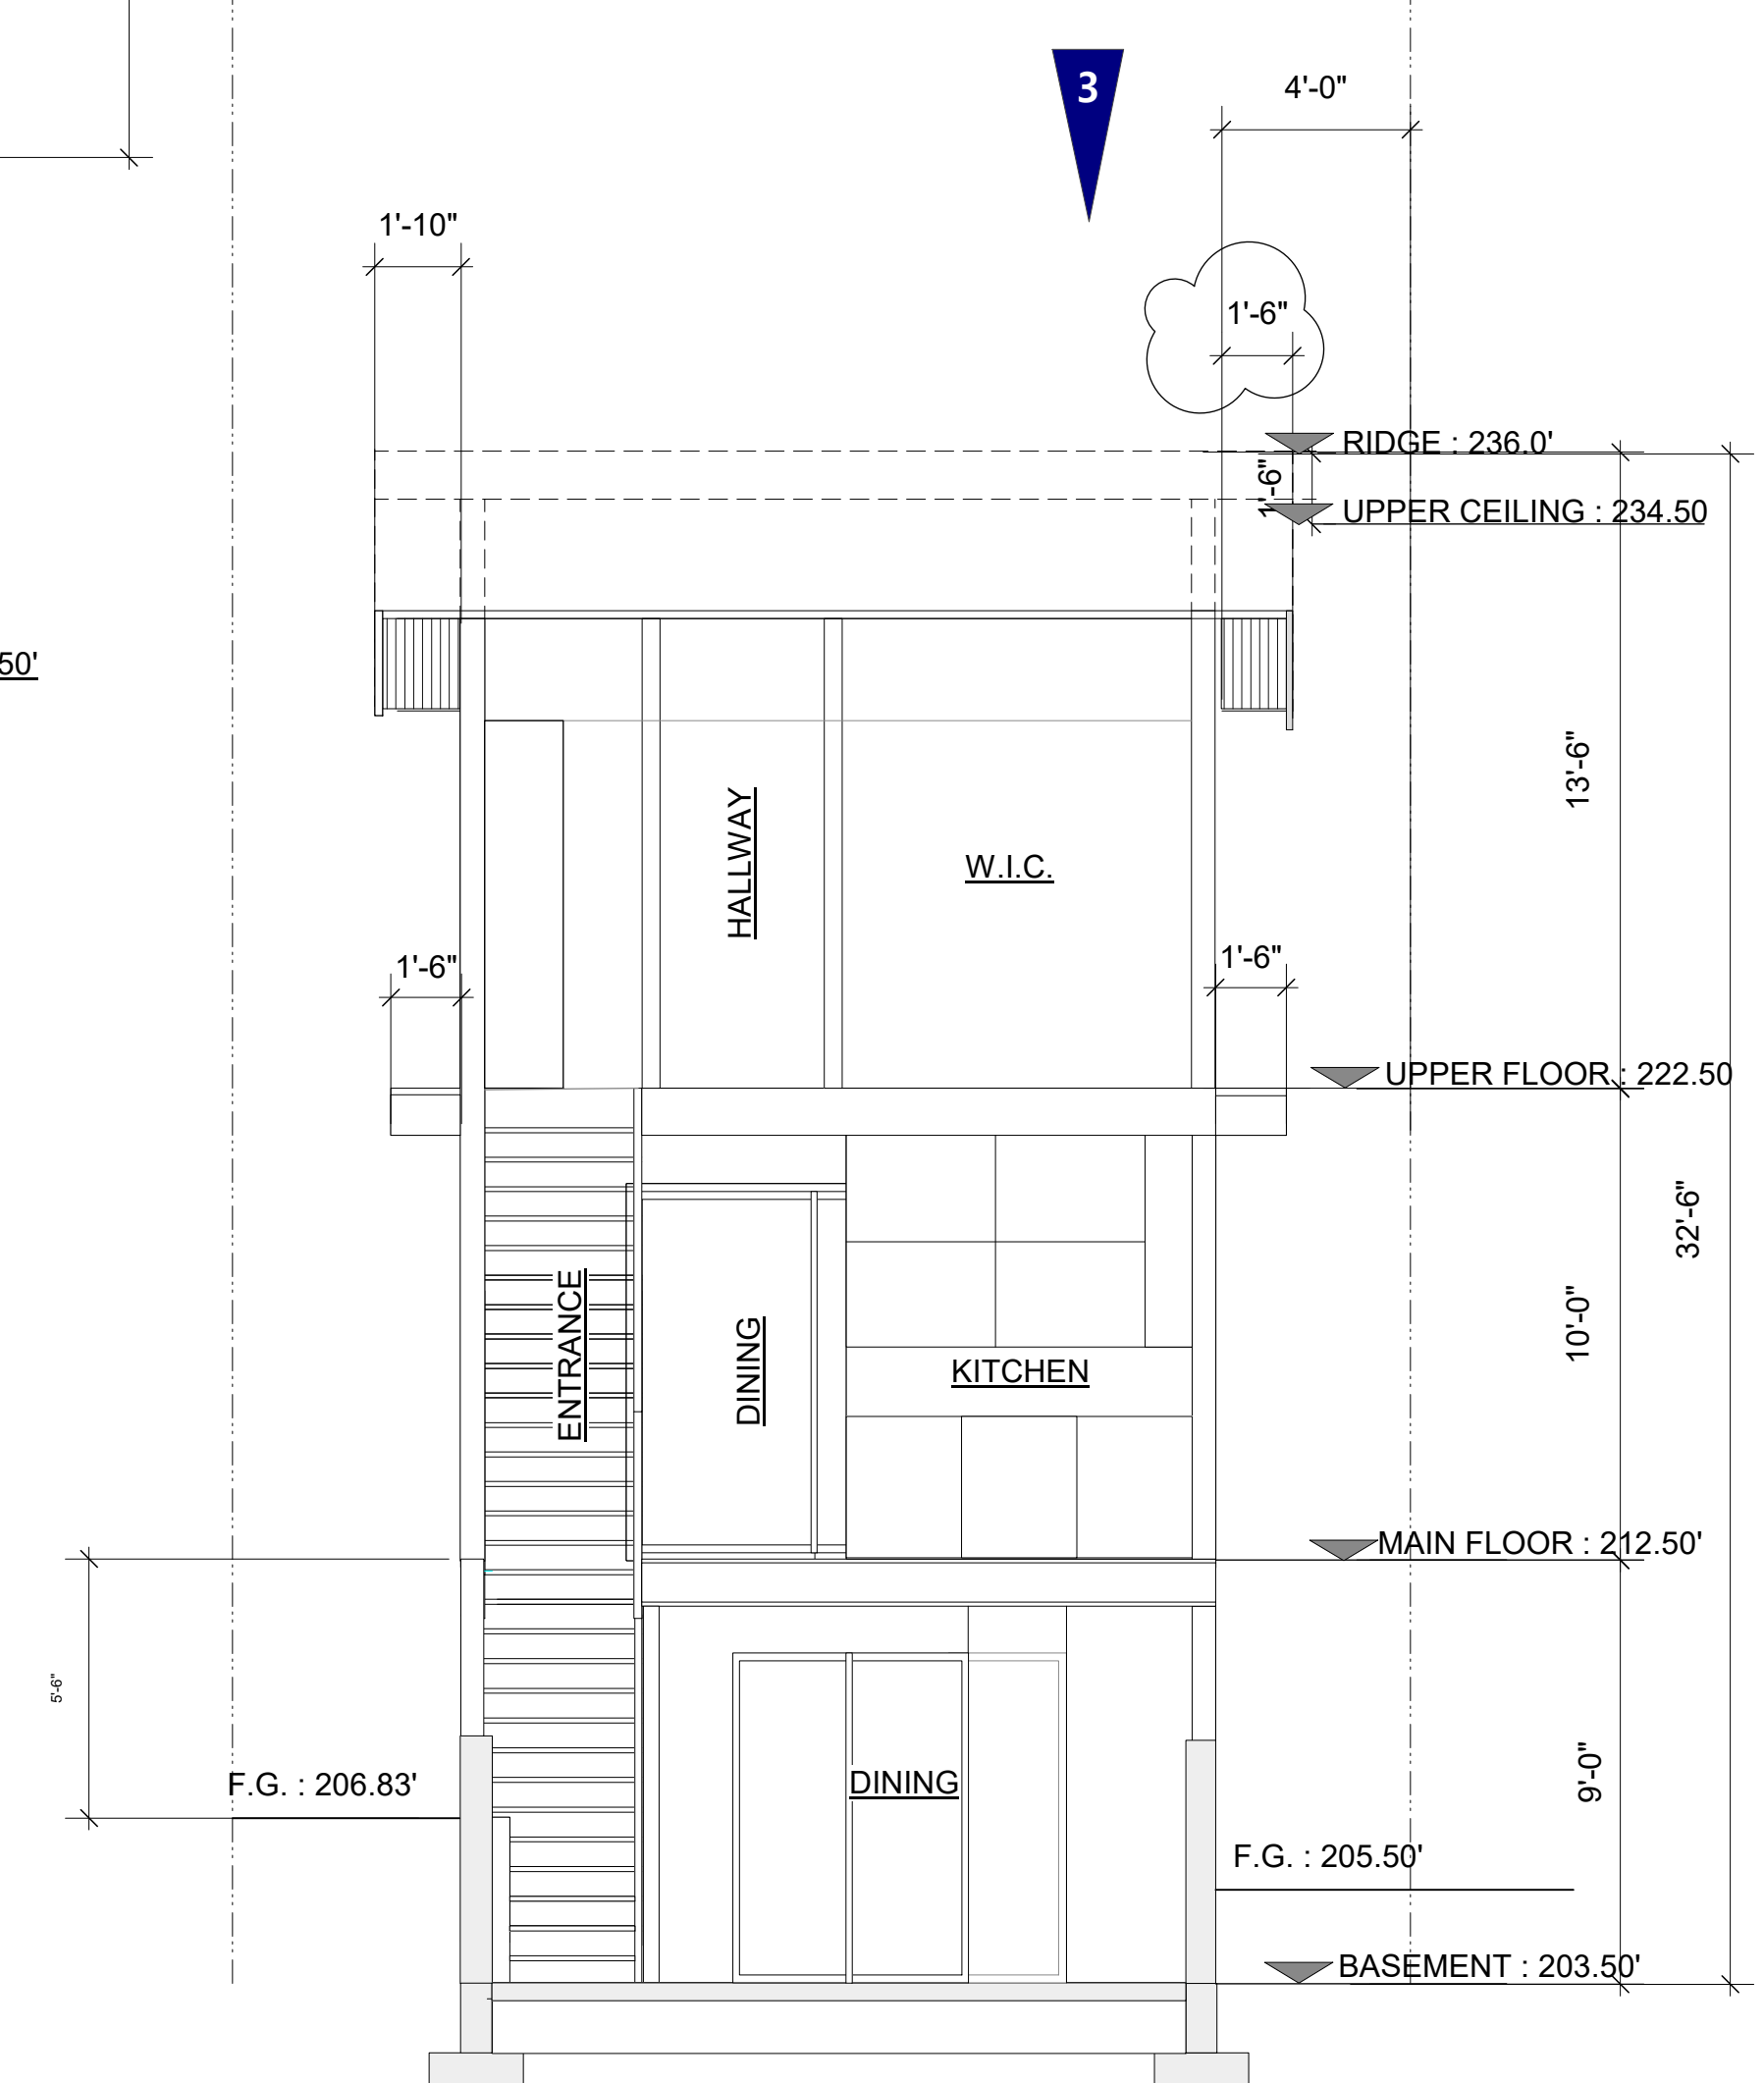 3
4'-0"
1'-10"
1'-6"
RIDGE : 236.0'
1'-6"
UPPER CEILING : 234.50
50'
13'-6"
HALLWAY
W.I.C.
1'-6"
1'-6"
UPPER FLOOR : 222.50
32'-6"
10'-0"
ENTRANCE
DINING
KITCHEN
MAIN FLOOR : 212.50'
5'-6"
F.G. : 206.83'
DINING
9'-0"
F.G. : 205.50'
BASEMENT : 203.50'